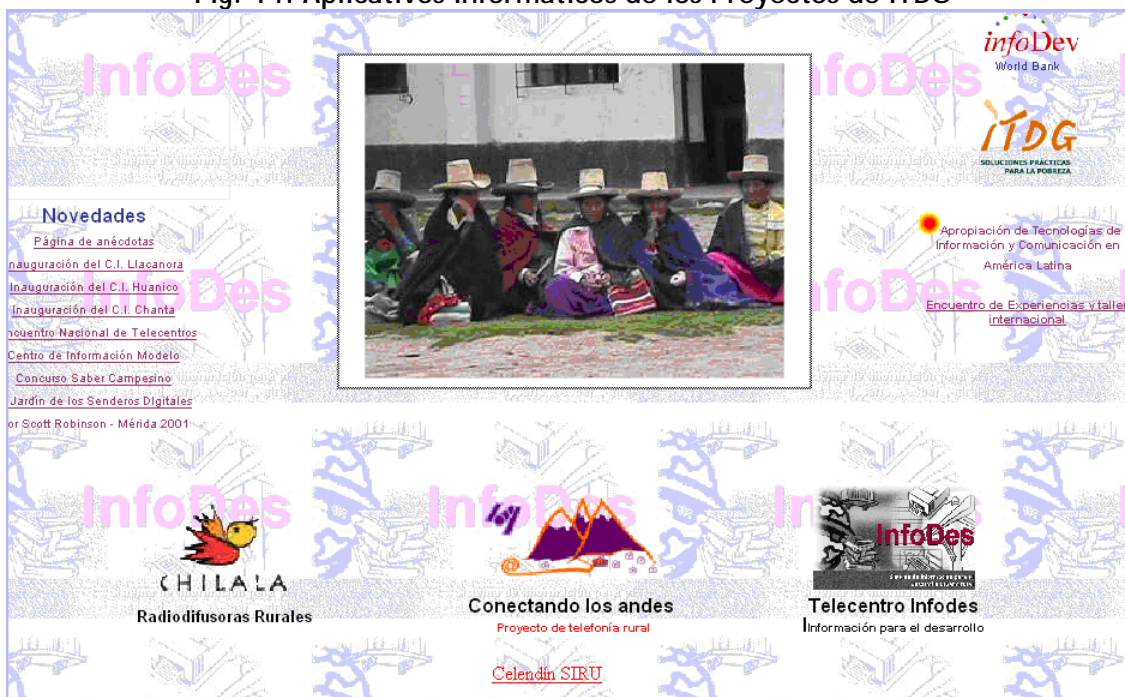 Fig. 14: Aplicativos Informáticos de los Proyectos de ITDG
infoDev
World Bank
iTDG
SOLUCIONES PRÁCTICAS
PARA LA POBREZA
InfoDes
Novedades
Página de anécdotas
nauguración del C.I. Llacanora
Inauguración del C.I. Huanico
Inauguración del C.I. Chanta
ncuentro Nacional de Telecentros
Centro de Información Modelo
Concurso Saber Campesino
Jardín de los Senderos Digitales
or Scott Robinson - Mérida 2001
Apropiación de Tecnologías de
Información y Comunicación en
América Latina
Encuentro de Experiencias y taller
internacional
CHILALA
Radiodifusoras Rurales
Conectando los andes
Proyecto de telefonía rural
InfoDes
Telecentro Infodes
Información para el desarrollo
Celendín SIRU